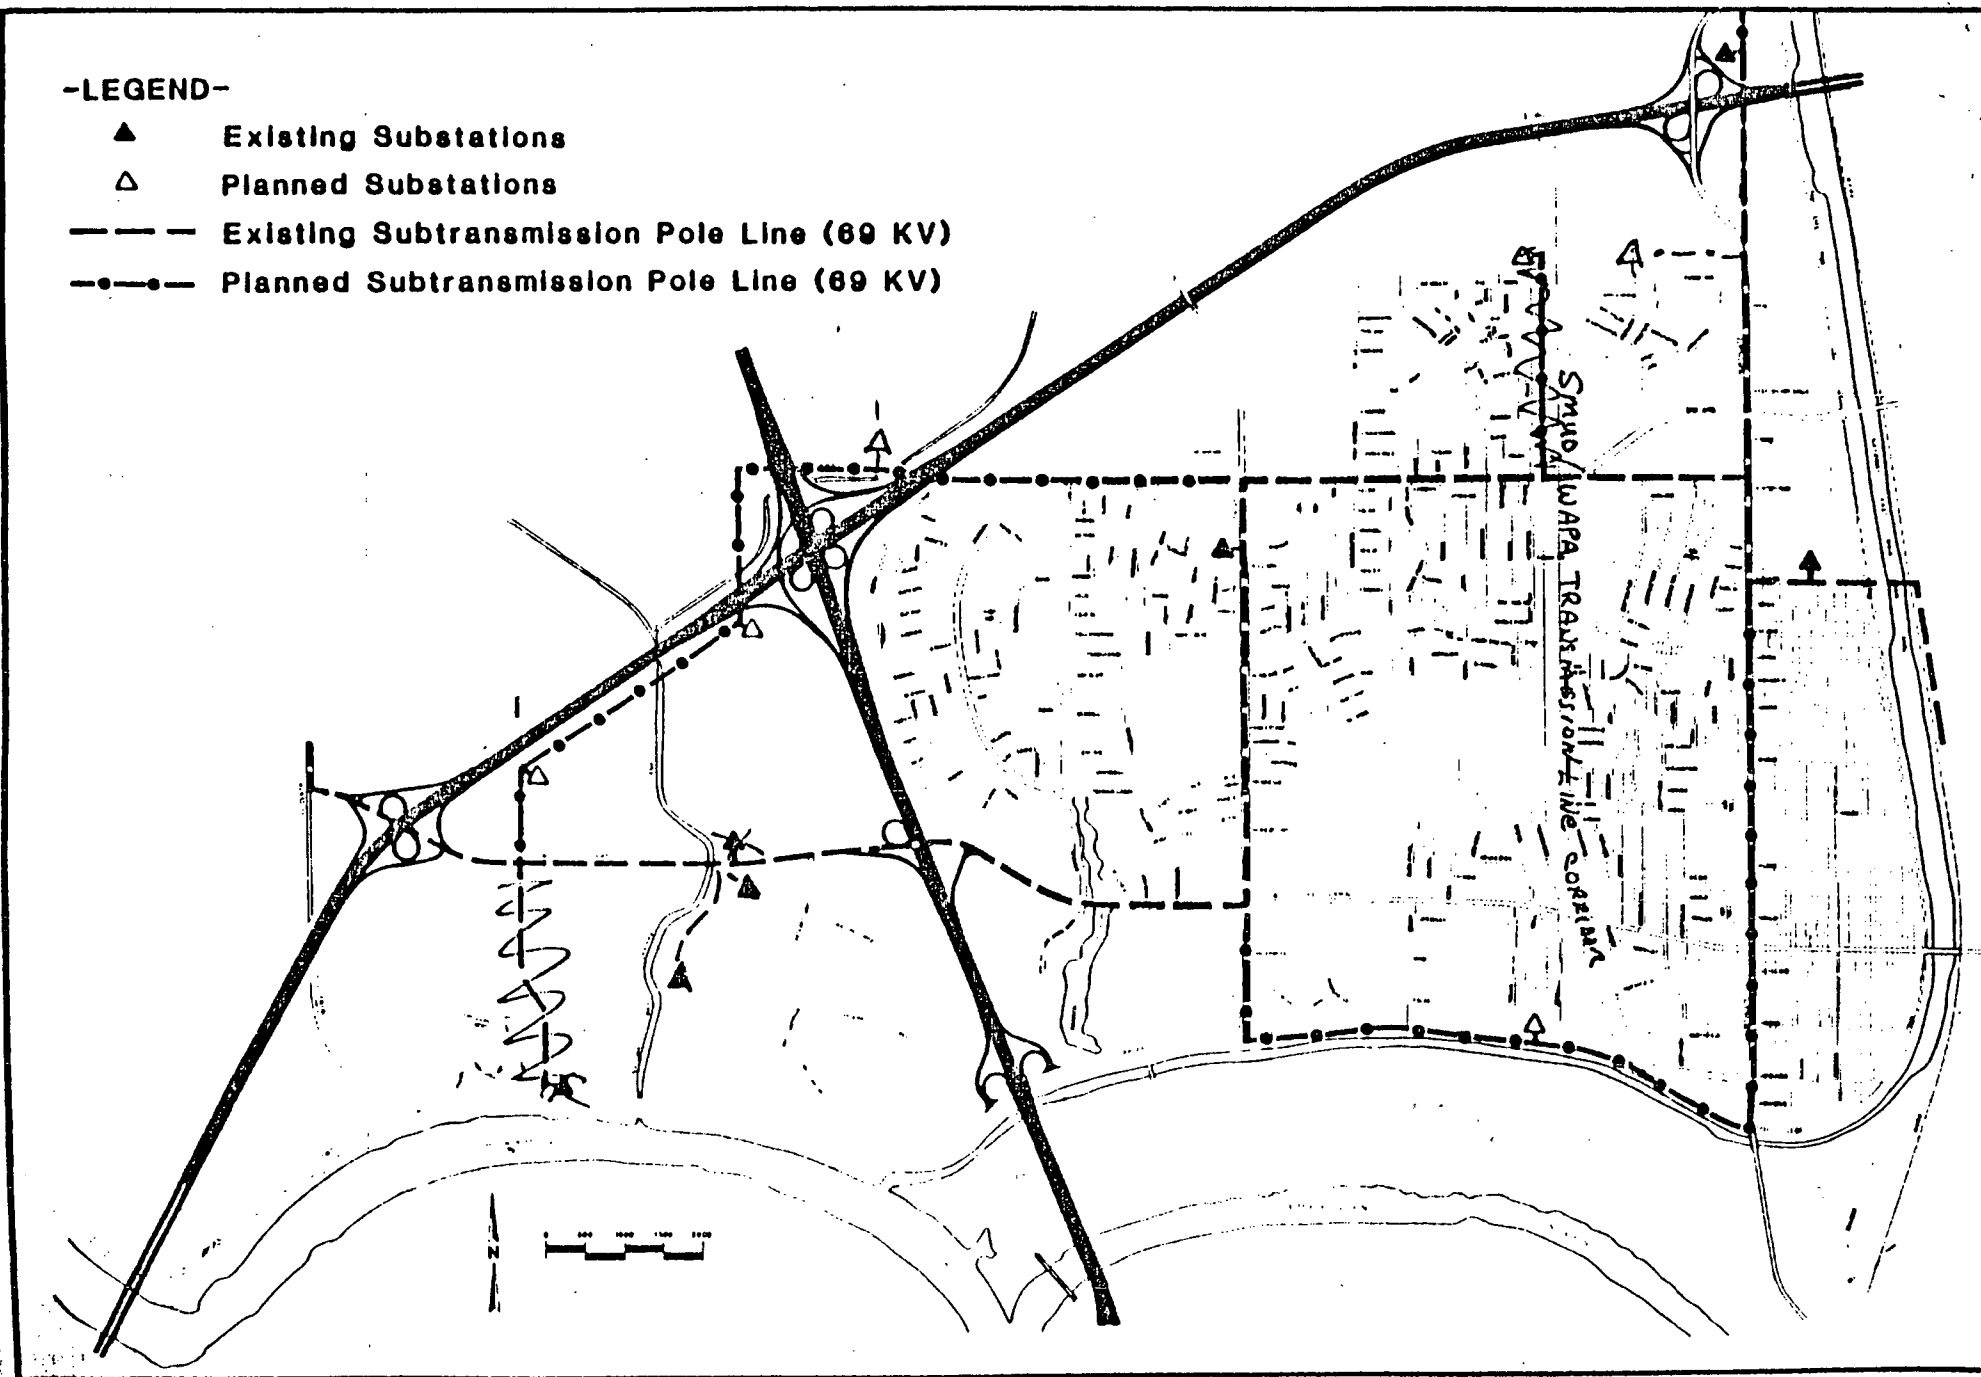 -LEGEND-
Existing Substations
Planned Substations
Existing Subtransmission Pole Line (69 KV)
Planned Subtransmission Pole Line (69 KV)
SMUD/WAPA TRANSMISSION LINE CORRIDOR
N